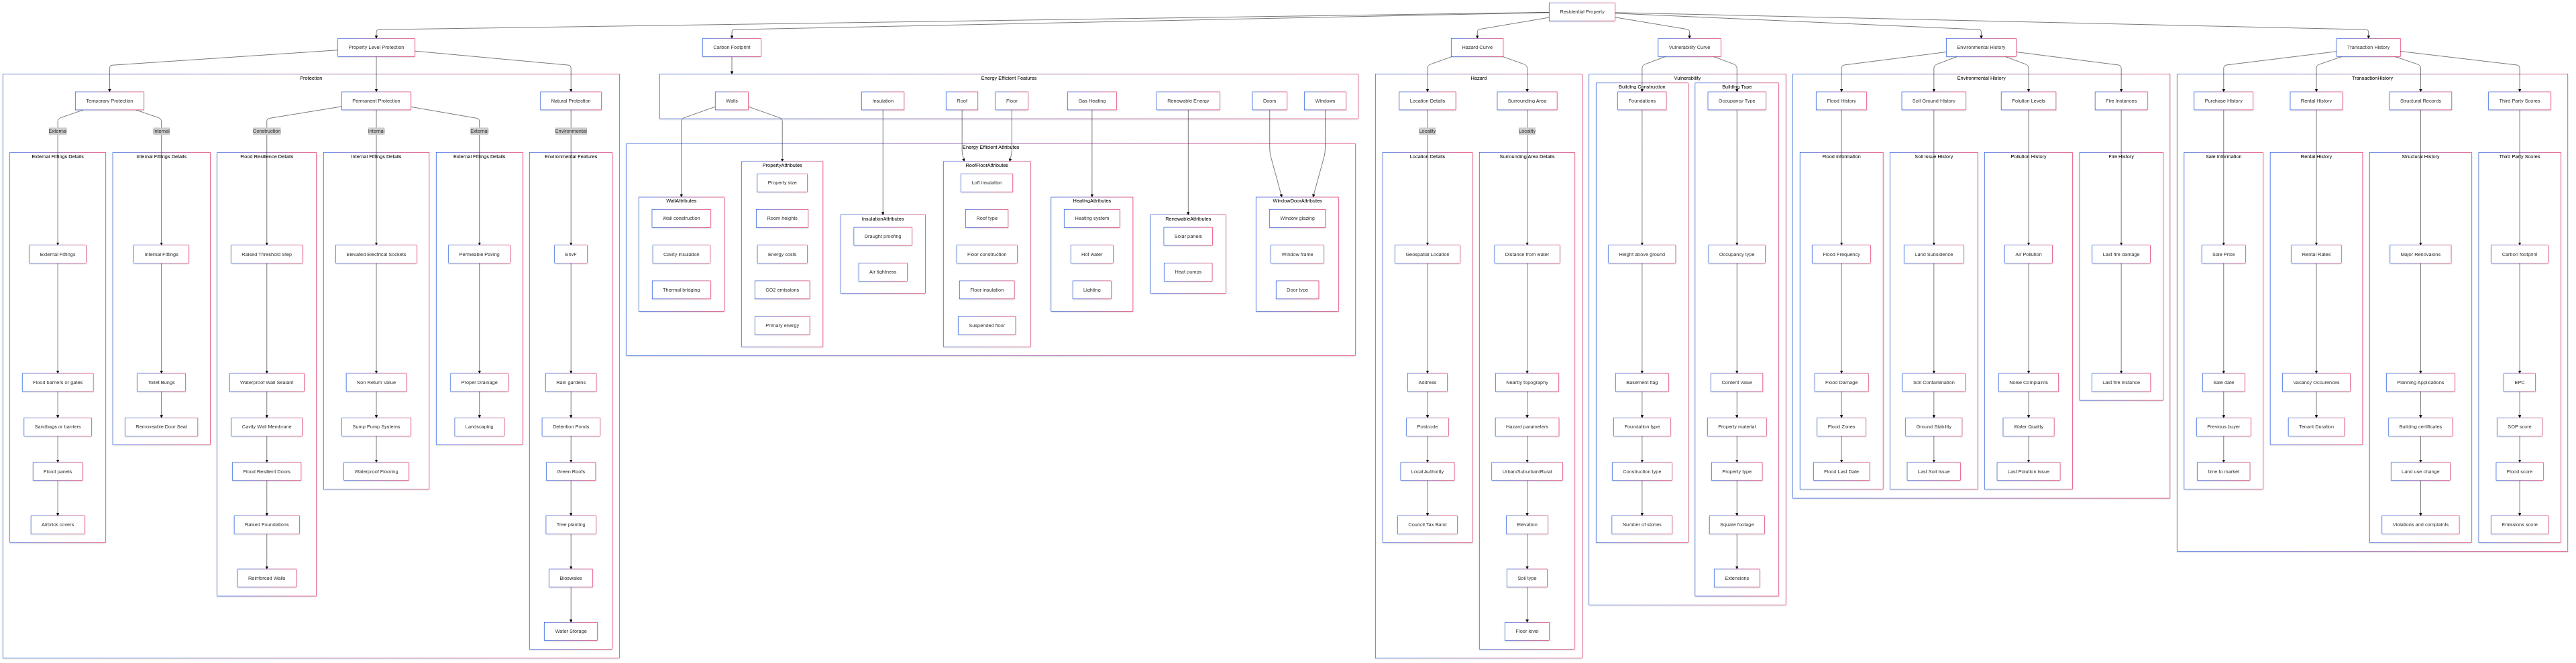 Residential Property
Property Level Protection
Carbon Footprint
Hazard Curve
Vulnerability Curve
Environmental History
Transaction History
Protection
Temporary Protection
Permanent Protection
Natural Protection
External
Internal
Construction
Internal
External
Environmental
External Fittings Details
External Fittings
Flood barriers or gates
Sandbags or barriers
Flood panels
Airbrick covers
Internal Fittings Details
Internal Fittings
Toilet Bungs
Removeable Door Seal
Flood Resilience Details
Raised Threshold Step
Waterproof Wall Sealant
Cavity Wall Membrane
Flood Resilient Doors
Raised Foundations
Reinforced Walls
Internal Fittings Details
Elevated Electrical Sockets
Non Return Value
Sump Pump Systems
Waterproof Flooring
External Fittings Details
Permeable Paving
Proper Drainage
Landscaping
Environmental Features
EnvF
Rain gardens
Detention Ponds
Green Roofs
Tree planting
Bioswales
Water Storage
Energy Efficient Features
Walls
Insulation
Roof
Floor
Gas Heating
Renewable Energy
Doors
Windows
Energy Efficient Attributes
WallAttributes
Wall construction
Cavity Insulation
Thermal bridging
PropertyAttributes
Property size
Room heights
Energy costs
CO2 emissions
Primary energy
InsulationAttributes
Draught proofing
Air tightness
RoofFloorAttributes
Loft Insulation
Roof type
Floor construction
Floor insulation
Suspended floor
HeatingAttributes
Heating system
Hot water
Lighting
RenewableAttributes
Solar panels
Heat pumps
WindowDoorAttributes
Window glazing
Window frame
Door type
Hazard
Location Details
Surrounding Area
Locality
Locality
Location Details
Geospatial Location
Address
Postcode
Local Authority
Council Tax Band
Surrounding Area Details
Distance from water
Nearby topography
Hazard parameters
Urban/Suburban/Rural
Elevation
Soil type
Floor level
Vulnerability
Building Construction
Foundations
Height above ground
Basement flag
Foundation type
Construction type
Number of stories
Building Type
Occupancy Type
Occupancy type
Content value
Property material
Property type
Square footage
Extensions
Environmental History
Flood History
Soil Ground History
Polution Levels
Fire Instances
Flood Information
Flood Frequency
Flood Damage
Flood Zones
Flood Last Date
Soil Issue History
Land Subsidence
Soil Contamination
Ground Stability
Last Soil issue
Pollution History
Air Pollution
Noise Complaints
Water Quality
Last Polution Issue
Fire History
Last fire damage
Last fire instance
TransactionHistory
Purchase History
Rental History
Structural Records
Third Party Scores
Sale Information
Sale Price
Sale date
Previous buyer
time to market
Rental History
Rental Rates
Vacancy Occurences
Tenant Duration
Structural History
Major Renovasions
Planning Applications
Building certificates
Land use change
Violations and complaints
Third Party Scores
Carbon footprint
EPC
SOP score
Flood score
Emissions score